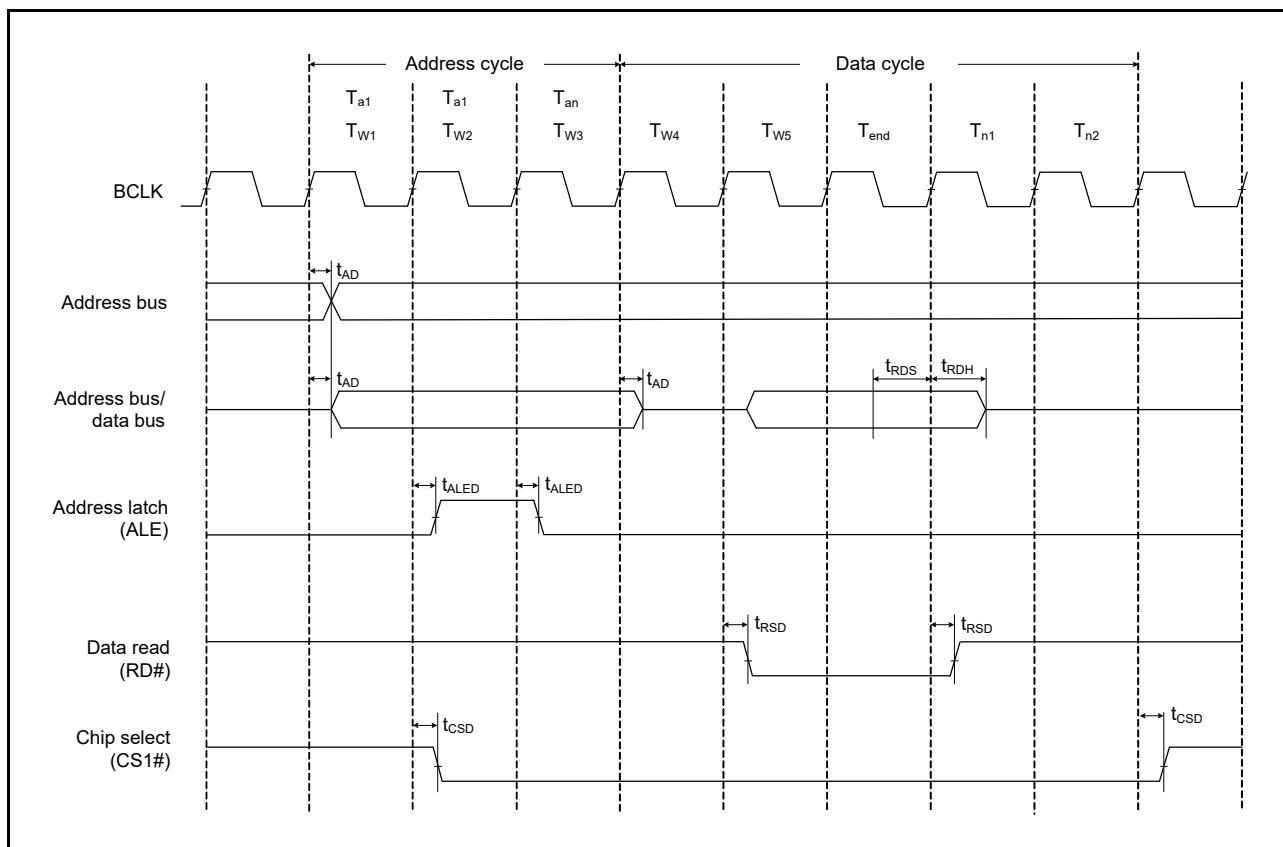 Address cycle Data cycle
Ta1 Ta1 Tan
TW1 TW2 TW3 TW4 TW5 Tend Tn1 Tn2
BCLK
tAD
Address bus
tRDS tRDH
tAD tAD
Address bus/
data bus
tALED tALED
Address latch
(ALE)
tRSD tRSD
Data read
(RD#)
tCSD tCSD
Chip select
(CS1#)